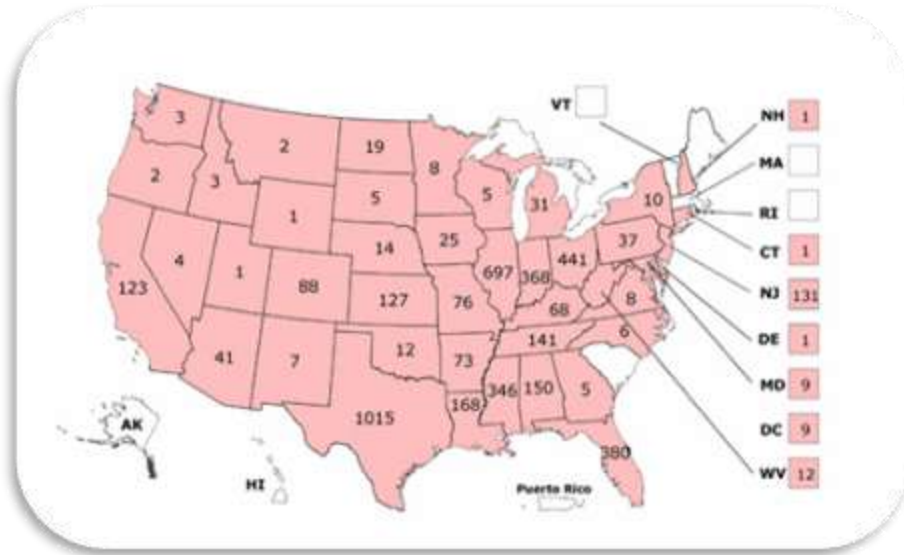 VT
NH 1
3
2
19
8
MA
2
3
5
5
31
10
RI
1
14
25
37
CT 1
4
1
88
697
368
441
123
127
76
8
NJ 131
68
6
DE 1
141
41
7
12
73
MD 9
346
150
5
168
1015
DC 9
AK
380
HI
Puerto Rico
WV 12